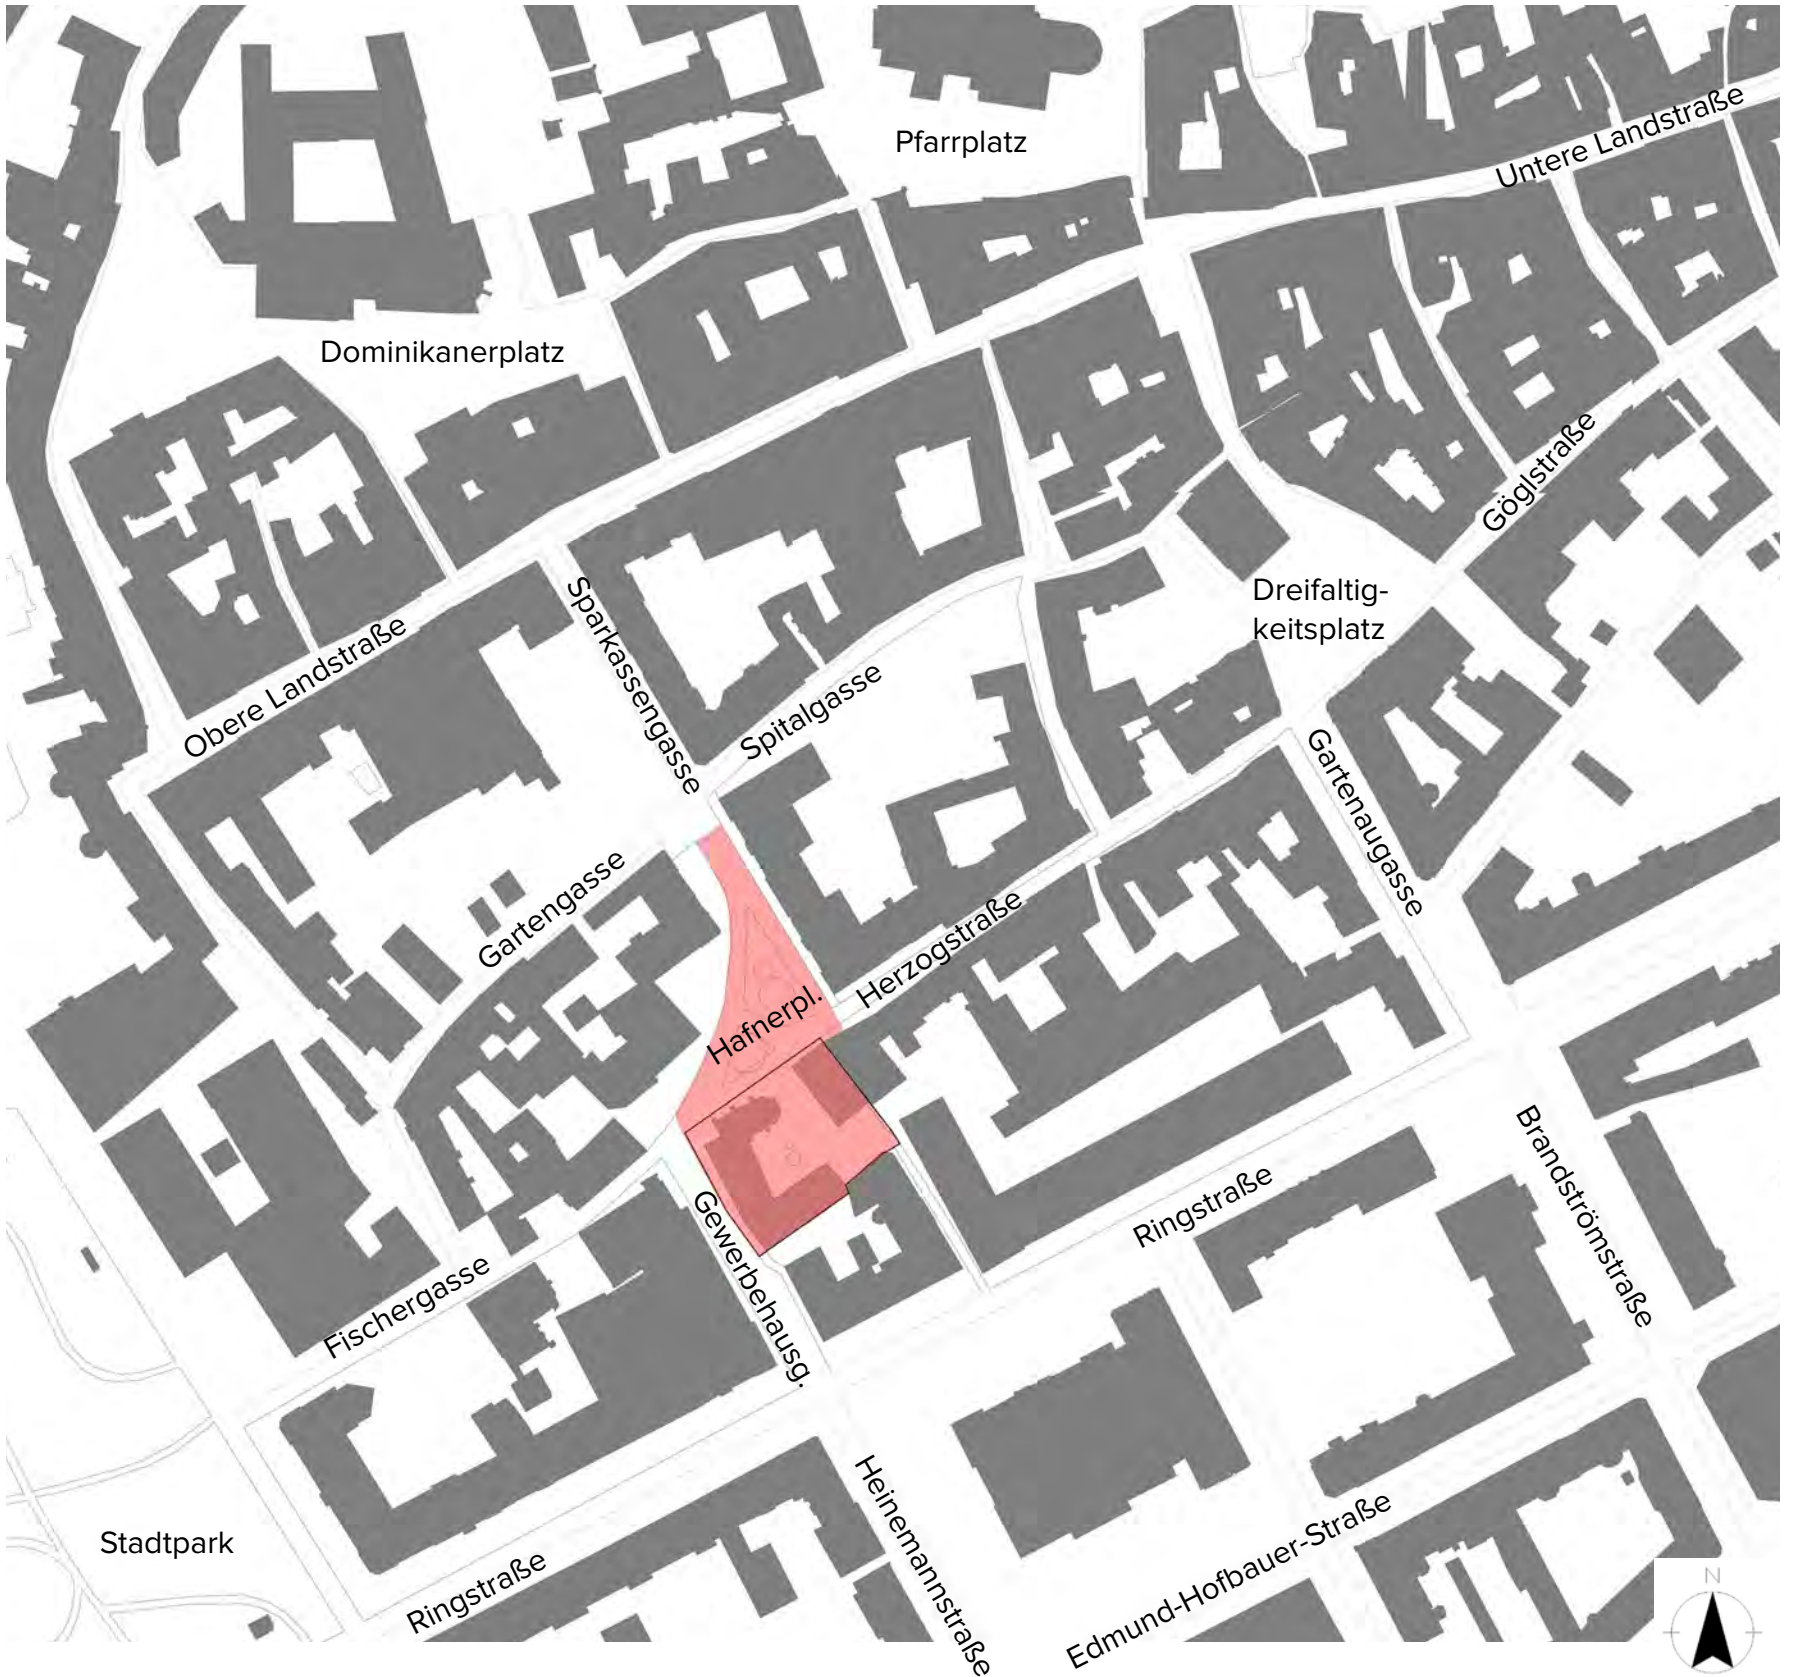 Pfarrplatz
Untere Landstraße
Dominikanerplatz
Göglstraße
Dreifaltig-
keitsplatz
Sparkassengasse
Obere Landstraße
Spitalgasse
Gartenaugasse
Gartengasse
Herzogstraße
Hafnerpl.
Brandströmstraße
Ringstraße
Gewerbehausg.
Fischergasse
Heinemannstraße
Edmund-Hofbauer-Straße
Stadtpark
Ringstraße
N